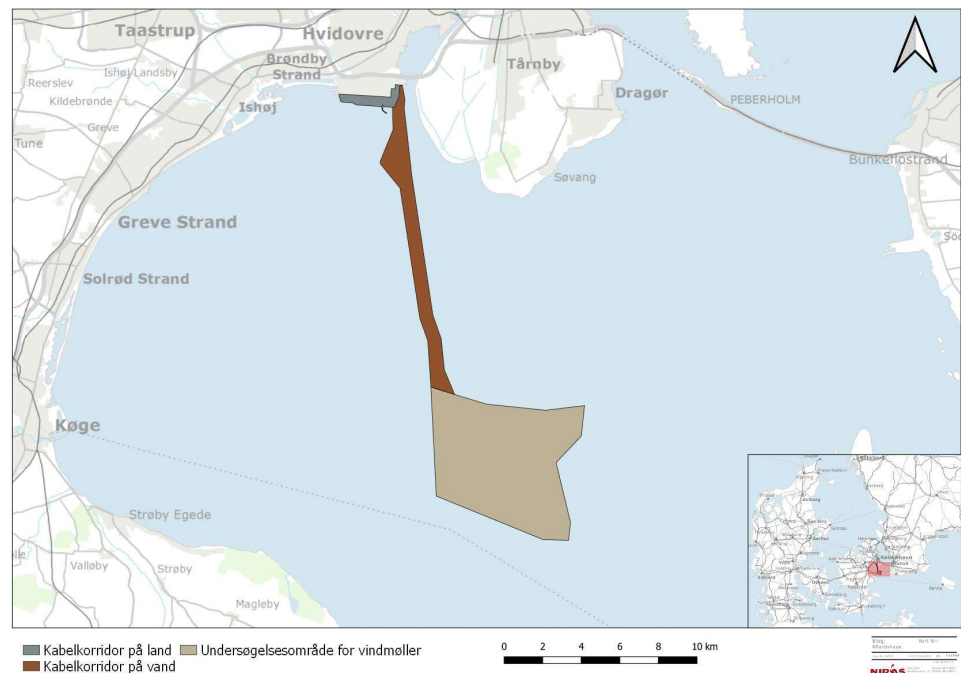 Taastrup
Hvidovre
Ishøj Landsby
Brøndby
Strand
Tårnby
Reerslev
Kildebrønde
Ishøj
Dragør
PEBERHOLM
Greve
Tune
Bunkeflostrand
Søvang
Greve Strand
Solrød Strand
Køge
Strøby Egede
Valløby
Strøby
Magleby
Kabelkorridor på land
Undersøgelsesområde for vindmøller
Kabelkorridor på vand
0 2 4 6 8 10 km
NIRAS